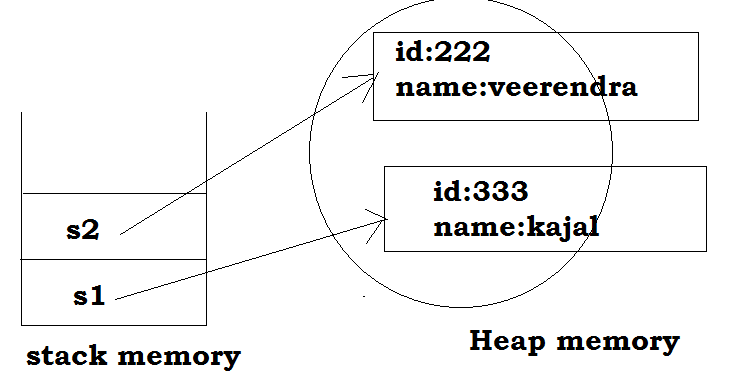 id:222
name:veerendra
id:333
name:kajal
s2
s1
stack memory
Heap memory